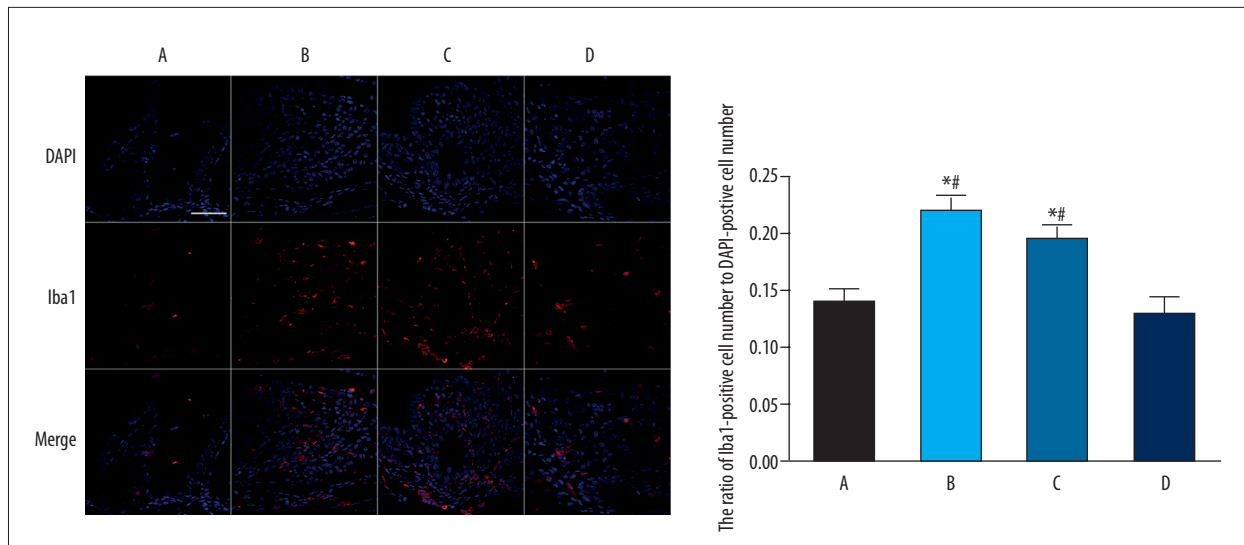 A B C D
DAPI
Iba1
Merge
The ratio of Iba1-positive cell number to DAPI-postive cell number
0.25
0.20
0.15
0.10
0.05
0.00
*#
*#
A B C D